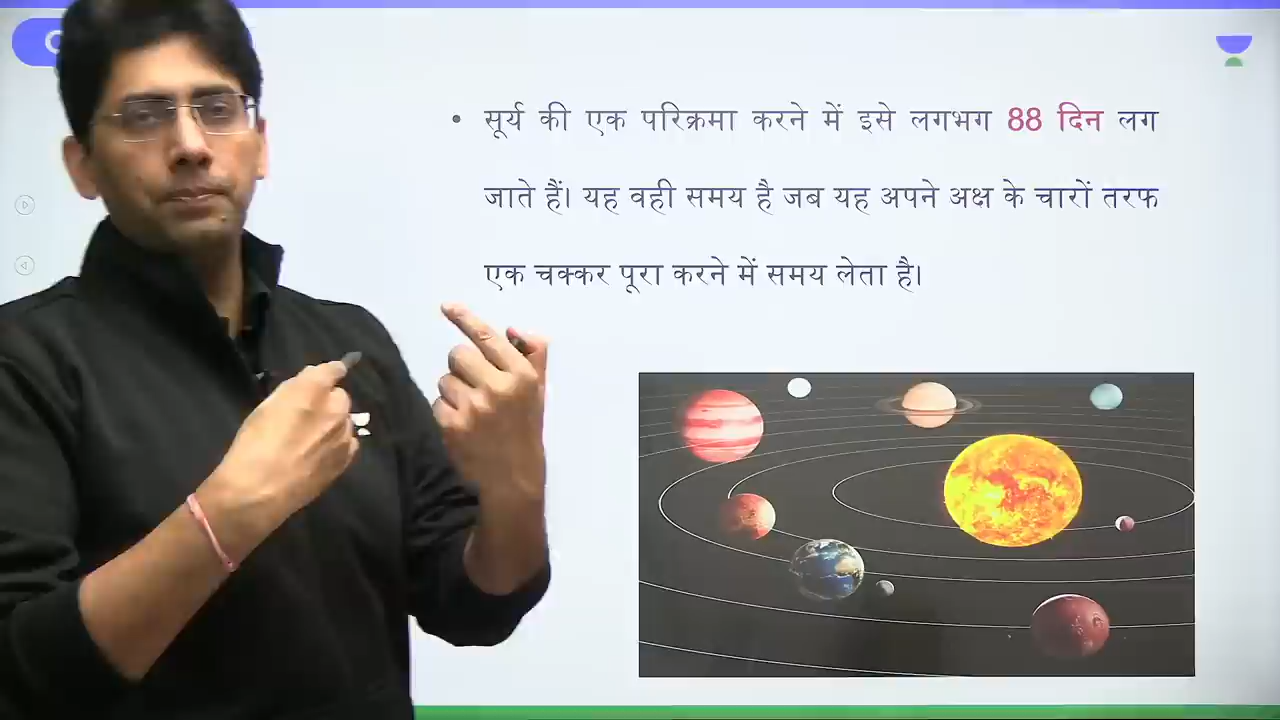 • सूर्य की एक परिक्रमा करने में इसे लगभग 88 दिन लग
जाते हैं। यह वही समय है जब यह अपने अक्ष के चारों तरफ
एक चक्कर पूरा करने में समय लेता है।